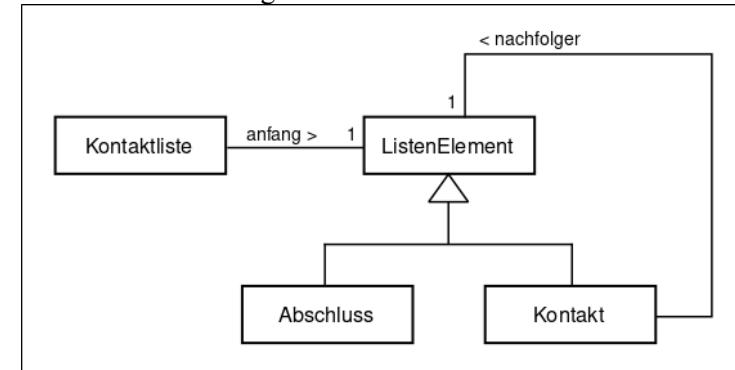 < nachfolger
1
Kontaktliste
anfang >
1
ListenElement
Abschluss
Kontakt